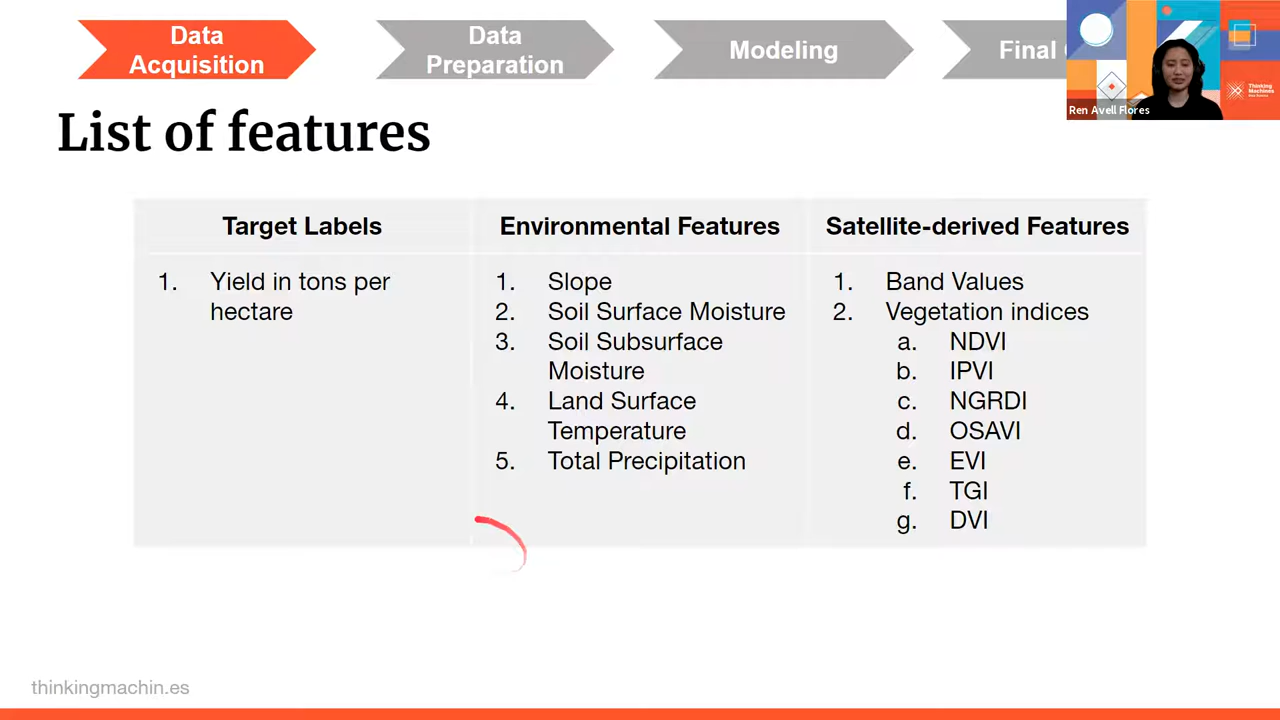 Data
Acquisition
Data
Preparation
Modeling
Final
Ren Avell Flores
Thinking
Machines
List of features
Target Labels
1. Yield in tons per
hectare
Environmental Features
1. Slope
2. Soil Surface Moisture
3. Soil Subsurface
Moisture
4. Land Surface
Temperature
5. Total Precipitation
Satellite-derived Features
1. Band Values
2. Vegetation indices
a. NDVI
b. IPVI
c. NGRDI
d. OSAVI
e. EVI
f. TGI
g. DVI
thinkingmachin.es